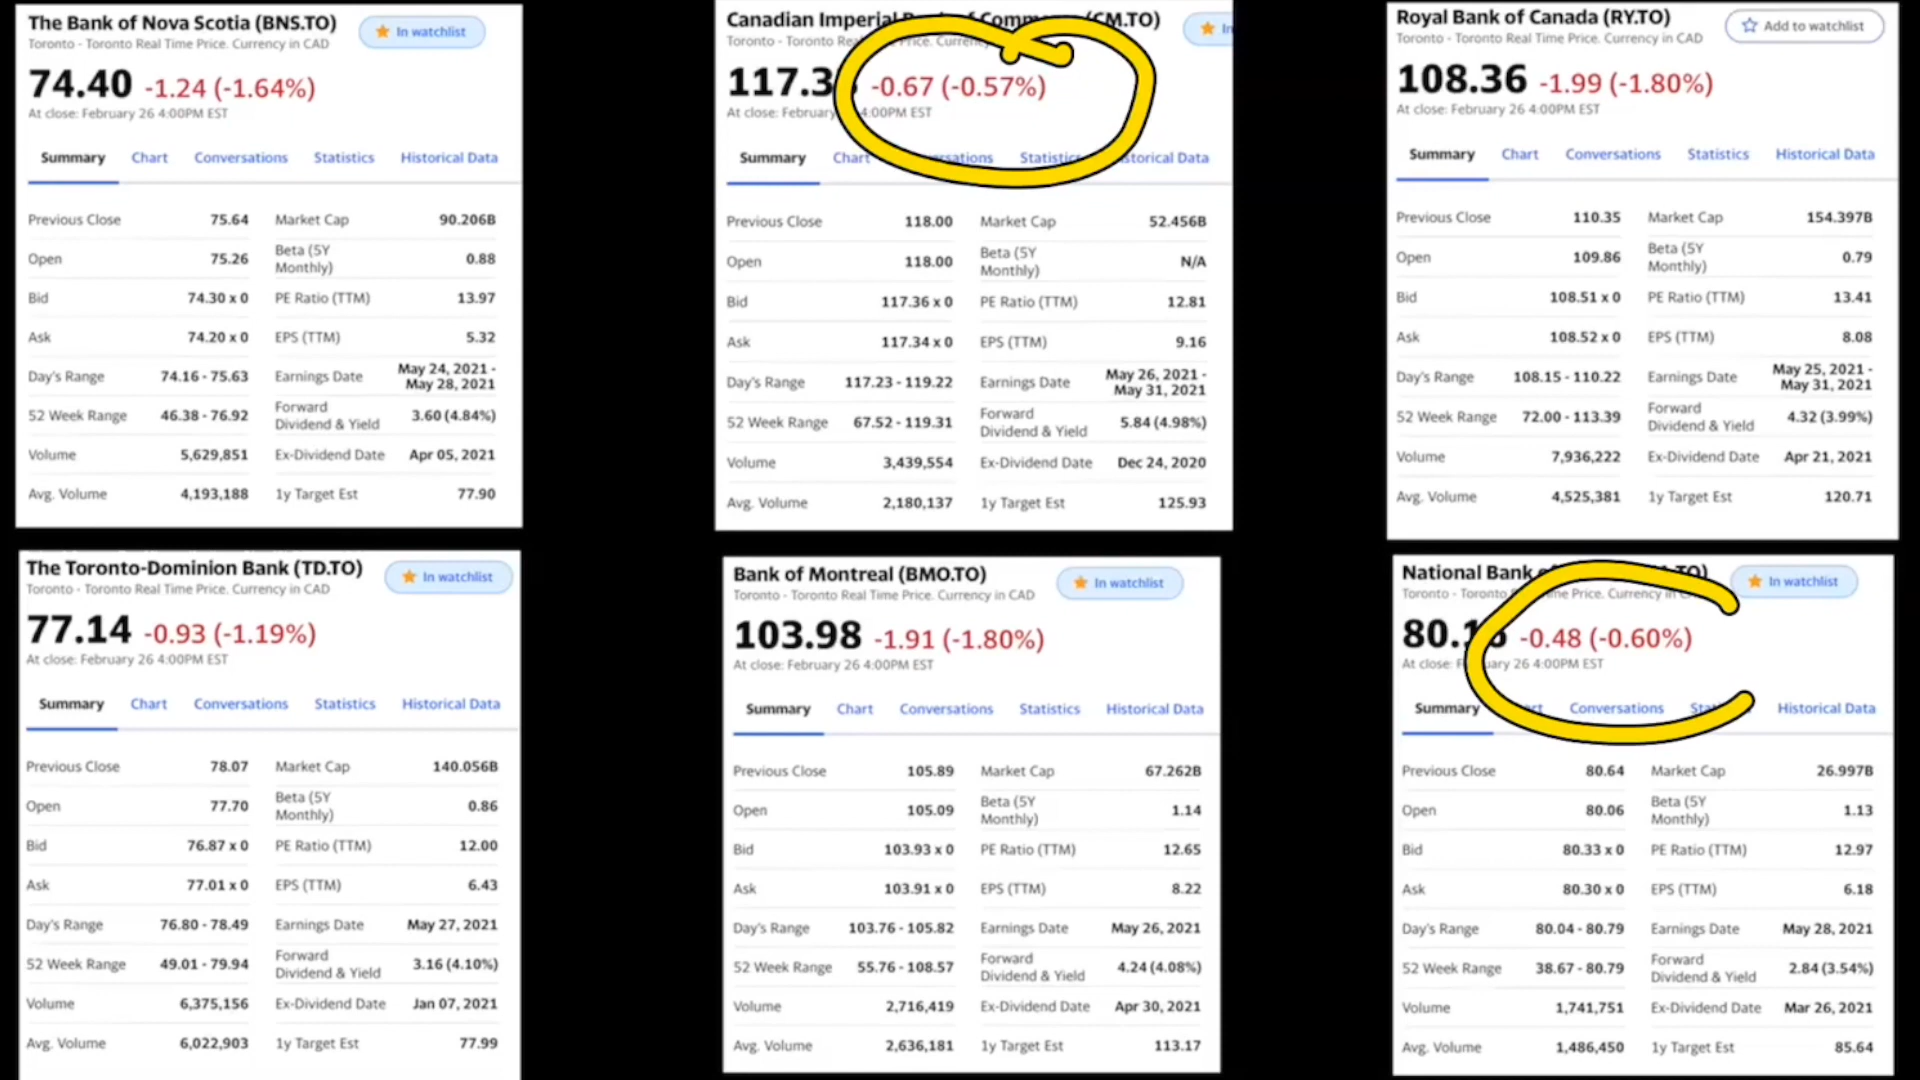 The Bank of Nova Scotia (BNS.TO)
In watchlist
Toronto - Toronto Real Time Price. Currency in CAD
74.40 -1.24 (-1.64%)
At close: February 26 4:00PM EST
Summary Chart Conversations Statistics Historical Data
Previous Close 75.64 Market Cap 90.206B
Open 75.26 Beta (5Y Monthly) 0.88
Bid 74.30 x 0 PE Ratio (TTM) 13.97
Ask 74.20 x 0 EPS (TTM) 5.32
Day's Range 74.16 - 75.63 Earnings Date May 24, 2021 - May 28, 2021
52 Week Range 46.38 - 76.92 Forward Dividend & Yield 3.60 (4.84%)
Volume 5,629,851 Ex-Dividend Date Apr 05, 2021
Avg. Volume 4,193,188 1y Target Est 77.90
Canadian Imperial (CM.TO)
Toronto - Toronto
117.3 -0.67 (-0.57%)
At close: February 4:00PM EST
Summary Chart Statistics Historical Data
Previous Close 118.00 Market Cap 52.456B
Open 118.00 Beta (5Y Monthly) N/A
Bid 117.36 x 0 PE Ratio (TTM) 12.81
Ask 117.34 x 0 EPS (TTM) 9.16
Day's Range 117.23 - 119.22 Earnings Date May 26, 2021 - May 31, 2021
52 Week Range 67.52 - 119.31 Forward Dividend & Yield 5.84 (4.98%)
Volume 3,439,554 Ex-Dividend Date Dec 24, 2020
Avg. Volume 2,180,137 1y Target Est 125.93
Royal Bank of Canada (RY.TO)
Add to watchlist
Toronto - Toronto Real Time Price. Currency in CAD
108.36 -1.99 (-1.80%)
At close: February 26 4:00PM EST
Summary Chart Conversations Statistics Historical Data
Previous Close 110.35 Market Cap 154.397B
Open 109.86 Beta (5Y Monthly) 0.79
Bid 108.51 x 0 PE Ratio (TTM) 13.41
Ask 108.52 x 0 EPS (TTM) 8.08
Day's Range 108.15 - 110.22 Earnings Date May 25, 2021 - May 31, 2021
52 Week Range 72.00 - 113.39 Forward Dividend & Yield 4.32 (3.99%)
Volume 7,936,222 Ex-Dividend Date Apr 21, 2021
Avg. Volume 4,525,381 1y Target Est 120.71
The Toronto-Dominion Bank (TD.TO)
In watchlist
Toronto - Toronto Real Time Price. Currency in CAD
77.14 -0.93 (-1.19%)
At close: February 26 4:00PM EST
Summary Chart Conversations Statistics Historical Data
Previous Close 78.07 Market Cap 140.056B
Open 77.70 Beta (5Y Monthly) 0.86
Bid 76.87 x 0 PE Ratio (TTM) 12.00
Ask 77.01 x 0 EPS (TTM) 6.43
Day's Range 76.80 - 78.49 Earnings Date May 27, 2021
52 Week Range 49.01 - 79.94 Forward Dividend & Yield 3.16 (4.10%)
Volume 6,375,156 Ex-Dividend Date Jan 07, 2021
Avg. Volume 6,022,903 1y Target Est 77.99
Bank of Montreal (BMO.TO)
In watchlist
Toronto - Toronto Real Time Price. Currency in CAD
103.98 -1.91 (-1.80%)
At close: February 26 4:00PM EST
Summary Chart Conversations Statistics Historical Data
Previous Close 105.89 Market Cap 67.262B
Open 105.09 Beta (5Y Monthly) 1.14
Bid 103.93 x 0 PE Ratio (TTM) 12.65
Ask 103.91 x 0 EPS (TTM) 8.22
Day's Range 103.76 - 105.82 Earnings Date May 26, 2021
52 Week Range 55.76 - 108.57 Forward Dividend & Yield 4.24 (4.08%)
Volume 2,716,419 Ex-Dividend Date Apr 30, 2021
Avg. Volume 2,636,181 1y Target Est 113.17
National Bank
In watchlist
Toronto - Toronto Price. Currency in
-0.48 (-0.60%)
At close: 26 4:00PM EST
Summary Conversations Historical Data
Previous Close 80.64 Market Cap 26.997B
Open 80.06 Beta (5Y Monthly) 1.13
Bid 80.33 x 0 PE Ratio (TTM) 12.97
Ask 80.30 x 0 EPS (TTM) 6.18
Day's Range 80.04 - 80.79 Earnings Date May 28, 2021
52 Week Range 38.67 - 80.79 Forward Dividend & Yield 2.84 (3.54%)
Volume 1,741,751 Ex-Dividend Date Mar 26, 2021
Avg. Volume 1,486,450 1y Target Est 85.64